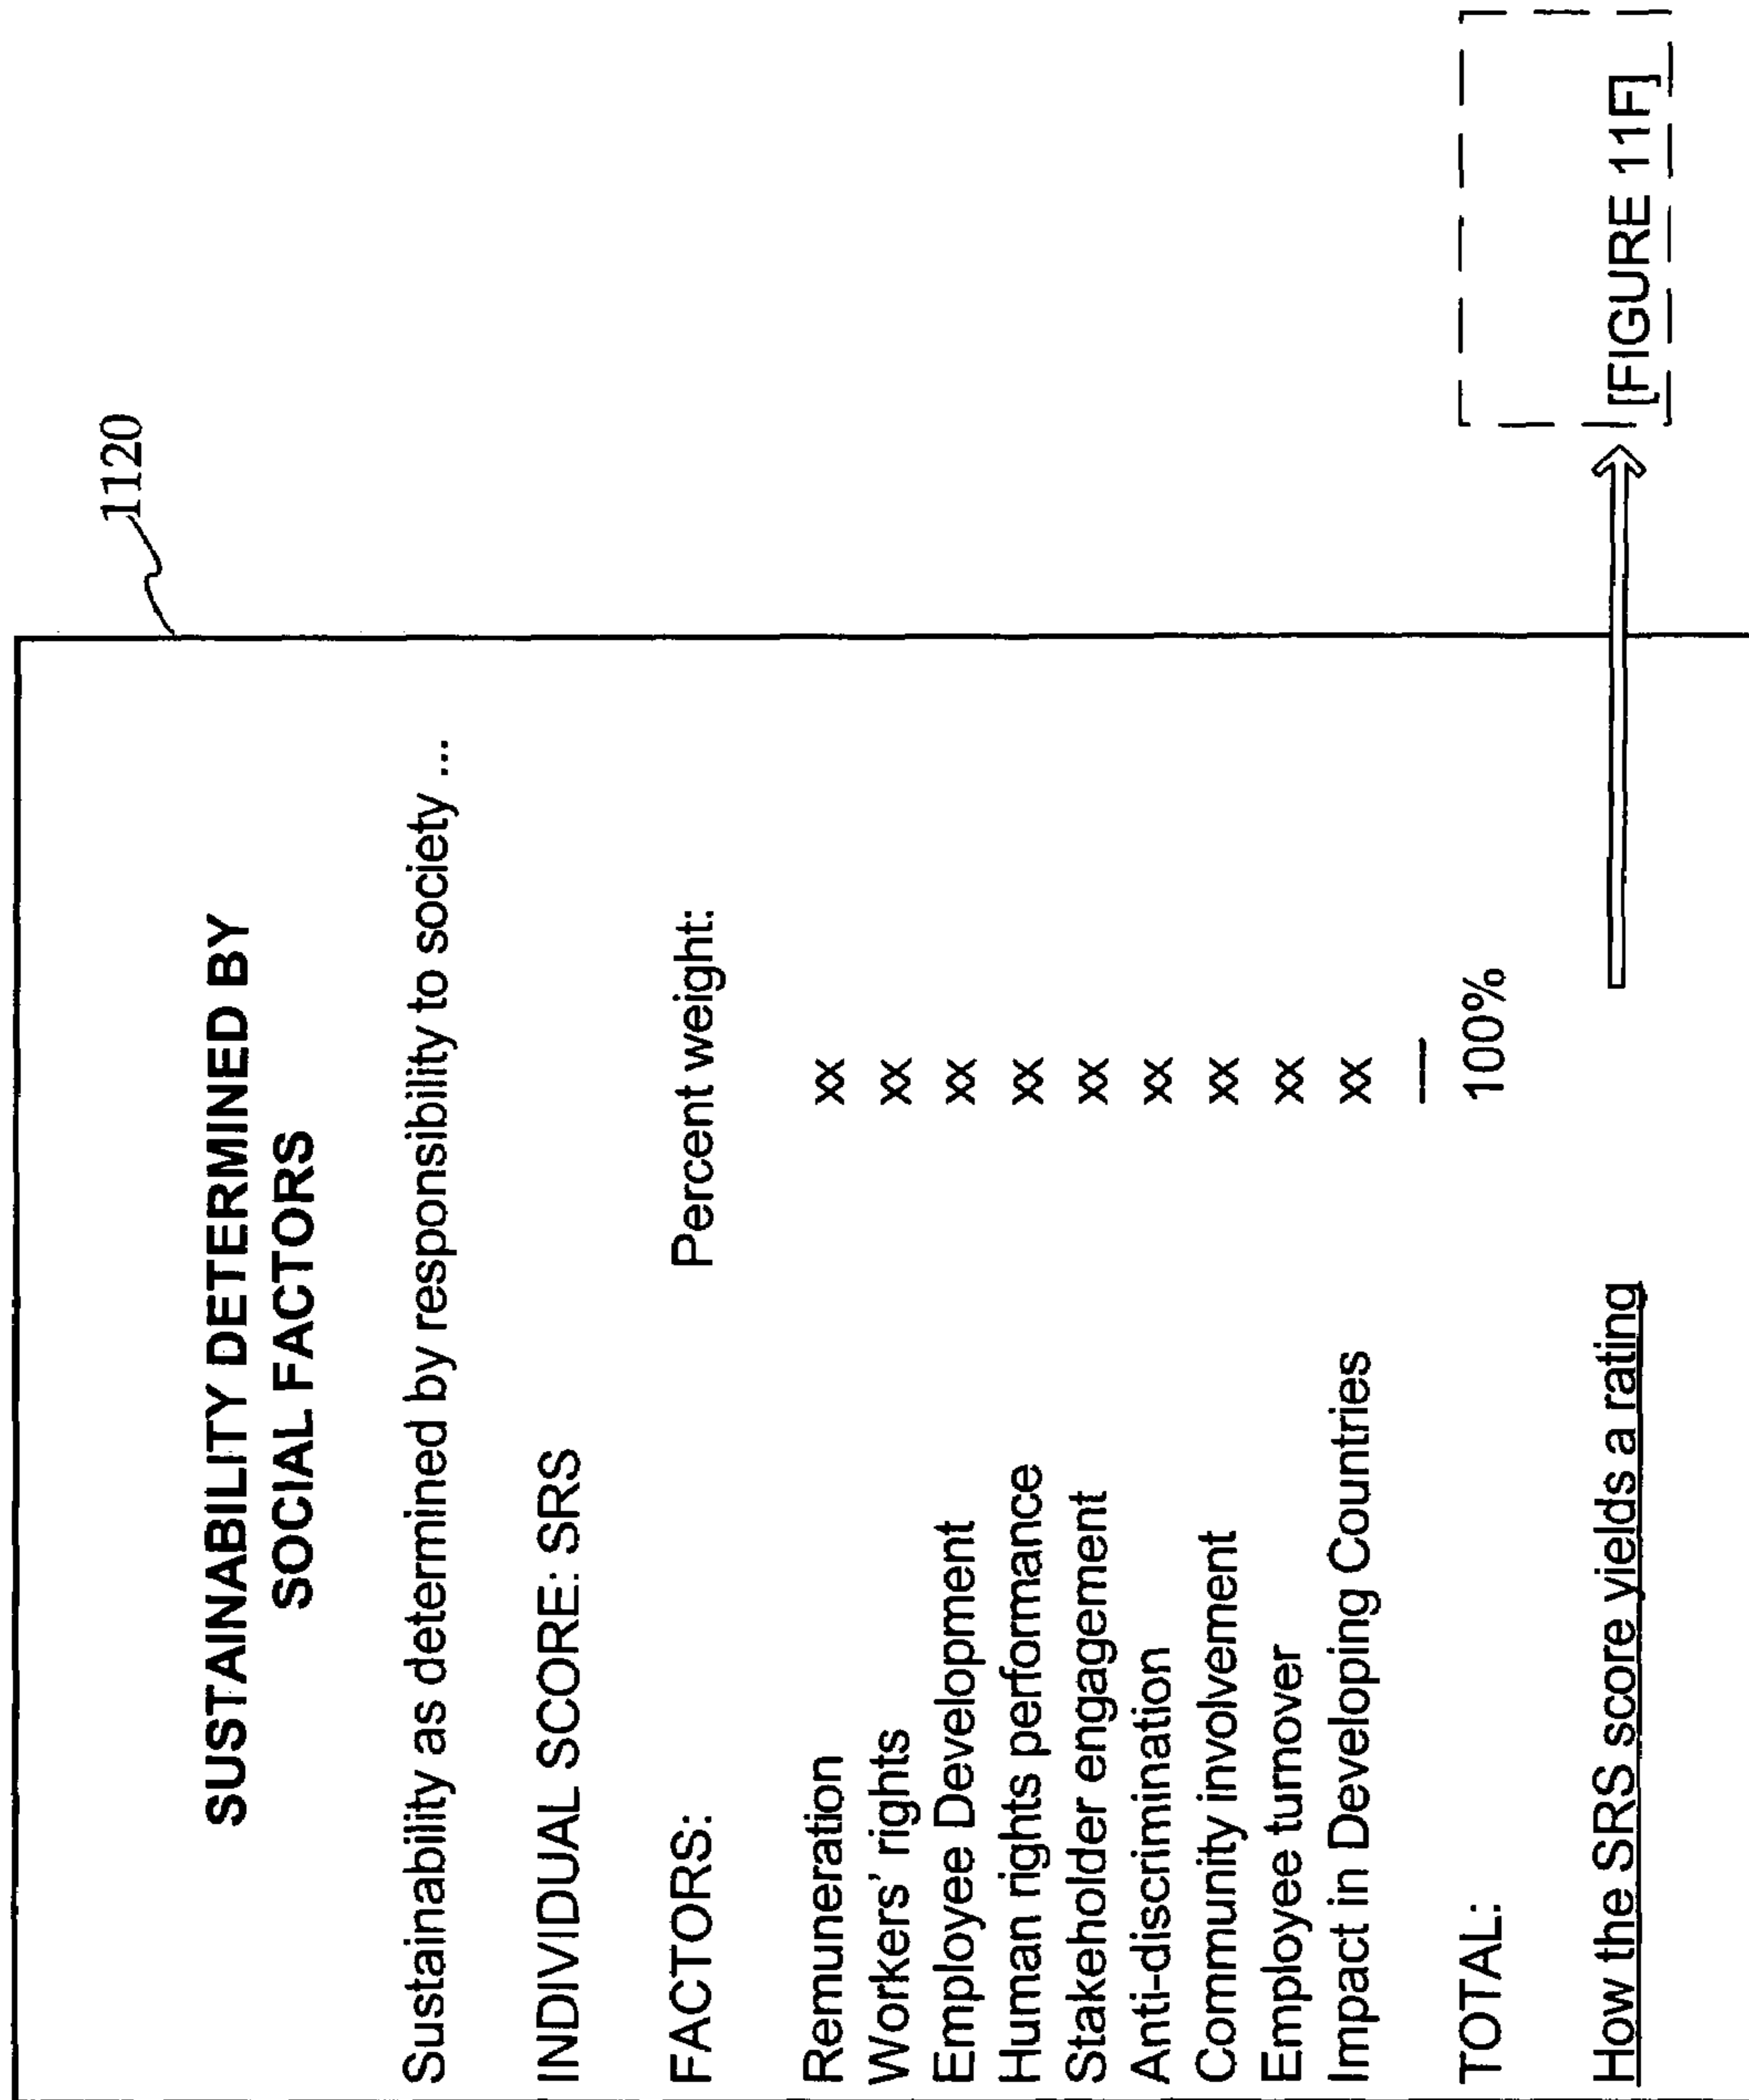 1120
SUSTAINABILITY DETERMINED BY
SOCIAL FACTORS
Sustainability as determined by responsibility to society ...
INDIVIDUAL SCORE: SRS
FACTORS: Percent weight:
Remuneration xx
Workers' rights xx
Employee Development xx
Human rights performance xx
Stakeholder engagement xx
Anti-discrimination xx
Community involvement xx
Employee turnover xx
Impact in Developing Countries xx
TOTAL: 100%
How the SRS score yields a rating [FIGURE 11F]